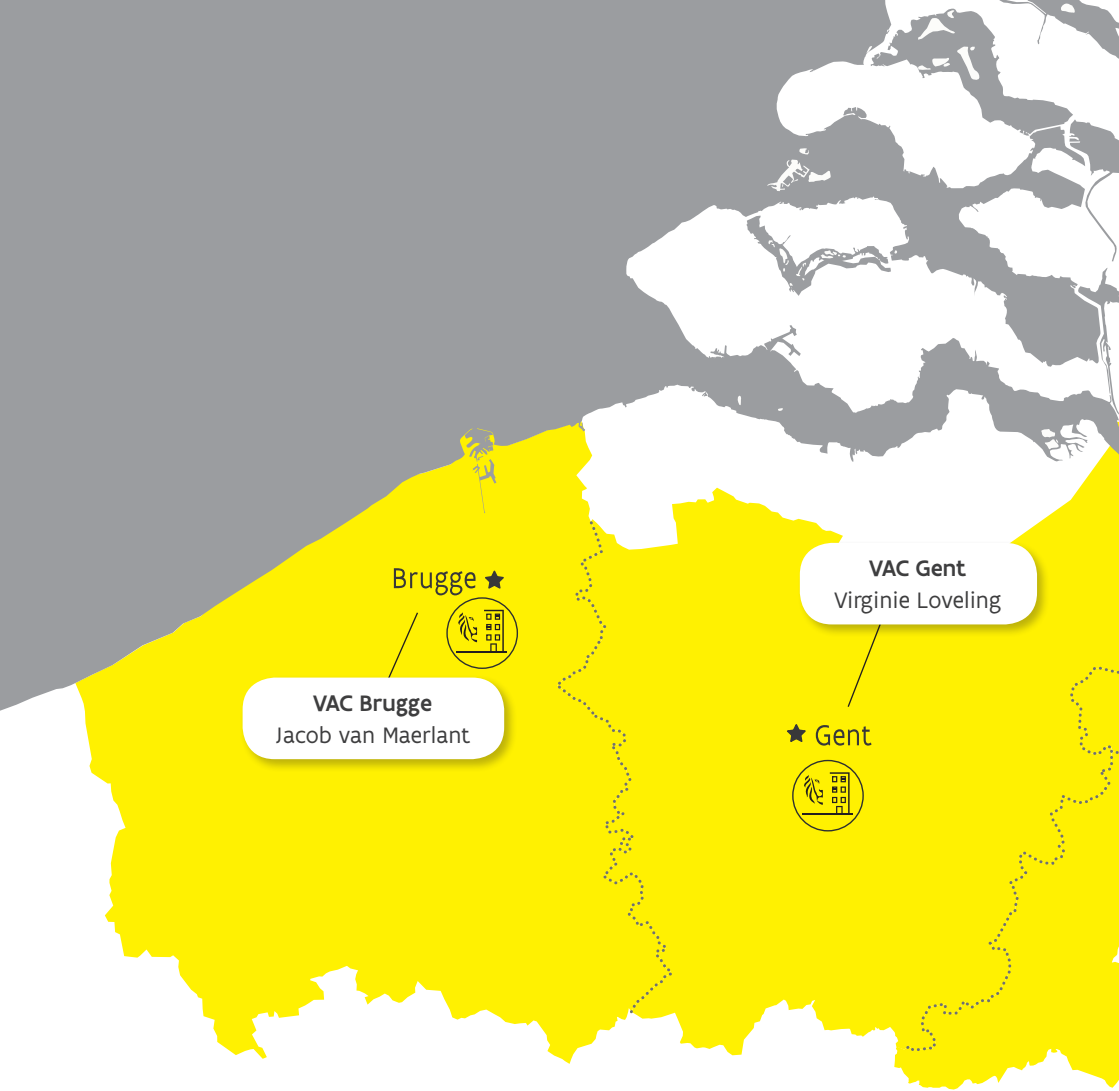 Brugge
VAC Brugge
Jacob van Maerlant
VAC Gent
Virginie Loveling
Gent